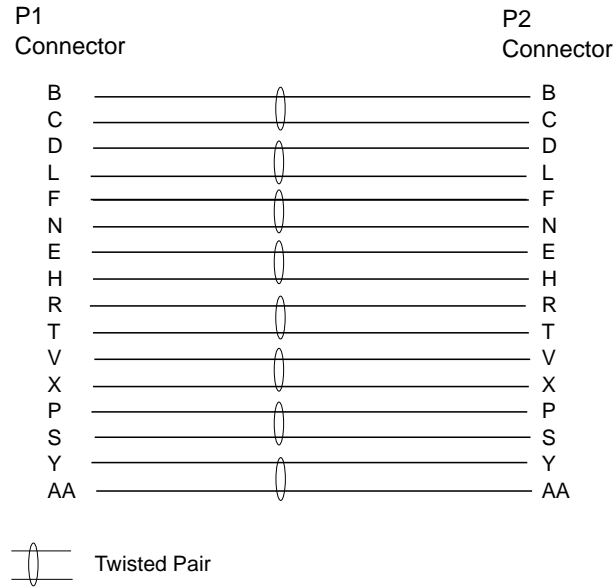 P1 P2
Connector Connector
B B
C C
D D
L L
F F
N N
E E
H H
R R
T T
V V
X X
P P
S S
Y Y
AA AA
Twisted Pair